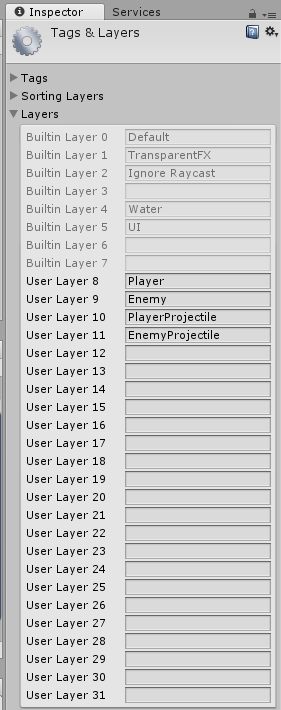 Inspector Services
Tags & Layers
Tags
Sorting Layers
Layers
Builtin Layer 0 Default
Builtin Layer 1 TransparentFX
Builtin Layer 2 Ignore Raycast
Builtin Layer 3
Builtin Layer 4 Water
Builtin Layer 5 UI
Builtin Layer 6
Builtin Layer 7
User Layer 8 Player
User Layer 9 Enemy
User Layer 10 PlayerProjectile
User Layer 11 EnemyProjectile
User Layer 12
User Layer 13
User Layer 14
User Layer 15
User Layer 16
User Layer 17
User Layer 18
User Layer 19
User Layer 20
User Layer 21
User Layer 22
User Layer 23
User Layer 24
User Layer 25
User Layer 26
User Layer 27
User Layer 28
User Layer 29
User Layer 30
User Layer 31